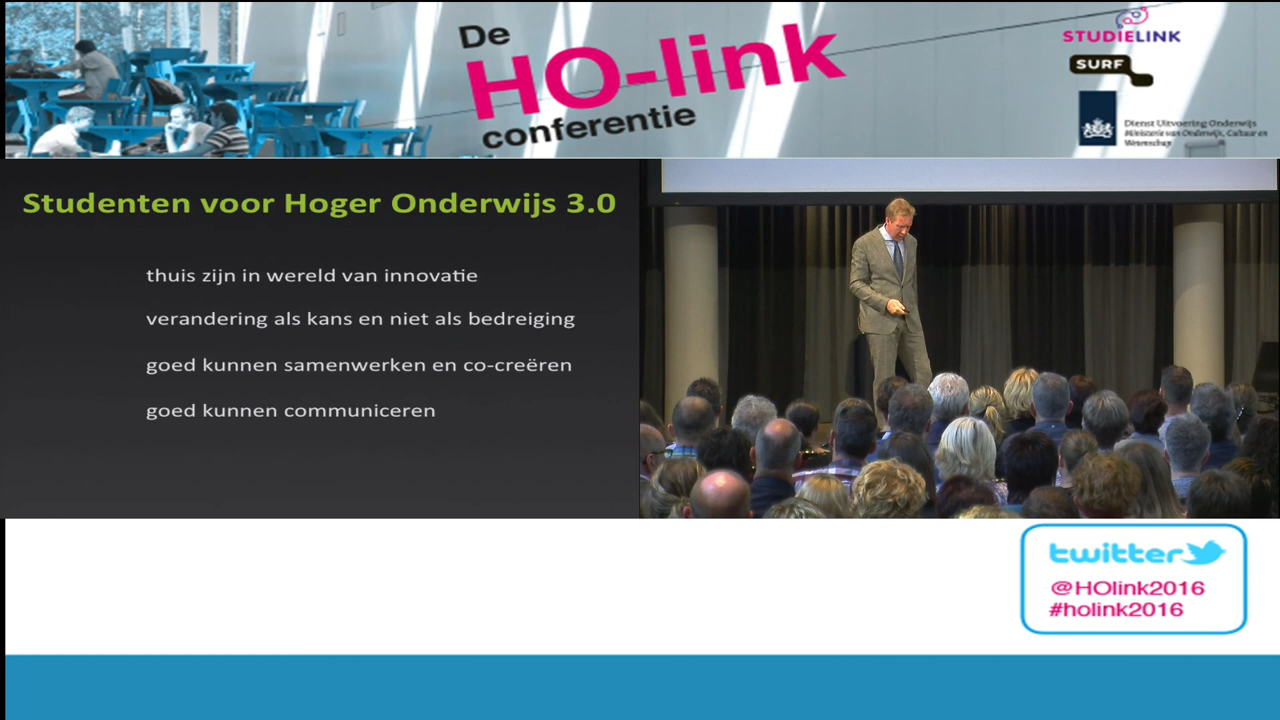 De
HO-link
conferentie
STUDIELINK
SURF
Dienst Uitvoering Onderwijs
Ministerie van Onderwijs, Cultuur en
Wetenschap
Studenten voor Hoger Onderwijs 3.0
thuis zijn in wereld van innovatie
verandering als kans en niet als bedreiging
goed kunnen samenwerken en co-creëren
goed kunnen communiceren
twitter
@HOlink2016
#holink2016